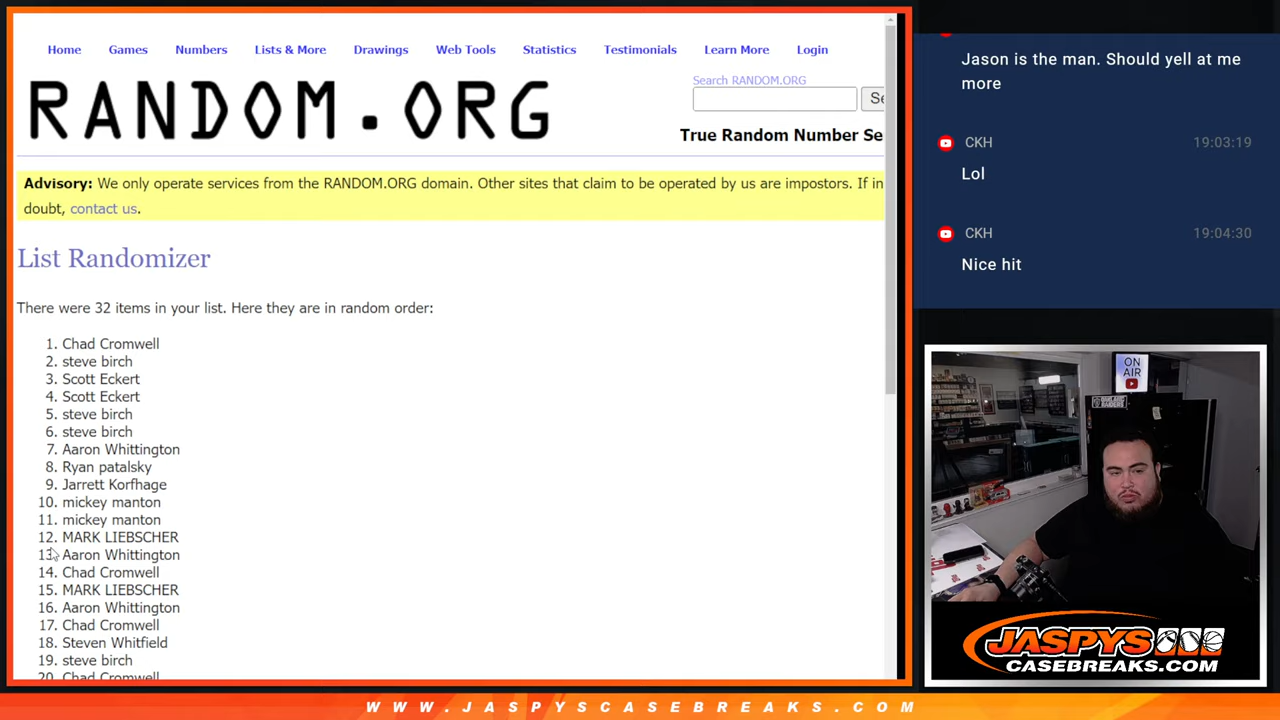 Home Games Numbers Lists & More Drawings Web Tools Statistics Testimonials Learn More Login
RANDOM.ORG
Search RANDOM.ORG
Se
True Random Number Se
Advisory: We only operate services from the RANDOM.ORG domain. Other sites that claim to be operated by us are impostors. If in
doubt, contact us.
List Randomizer
There were 32 items in your list. Here they are in random order:
1. Chad Cromwell
2. steve birch
3. Scott Eckert
4. Scott Eckert
5. steve birch
6. steve birch
7. Aaron Whittington
8. Ryan patalsky
9. Jarrett Korfhage
10. mickey manton
11. mickey manton
12. MARK LIEBSCHER
13. Aaron Whittington
14. Chad Cromwell
15. MARK LIEBSCHER
16. Aaron Whittington
17. Chad Cromwell
18. Steven Whitfield
19. steve birch
20. Chad Cromwell
Jason is the man. Should yell at me
more
CKH 19:03:19
Lol
CKH 19:04:30
Nice hit
ON
AIR
JASPYS
CASEBREAKS.COM
WWW.JASPYSCASEBREAKS.COM